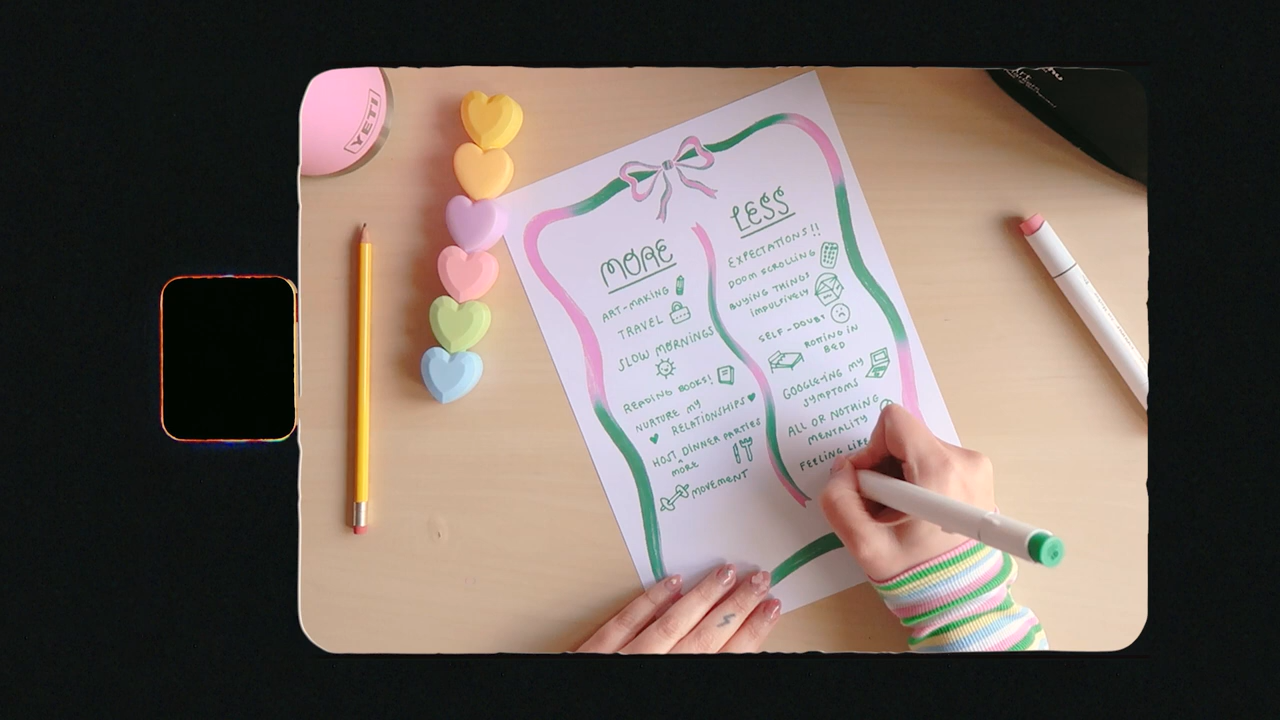 YETI
MORE
ART-MAKING
TRAVEL
SLOW MORNINGS
READING BOOKS!
NURTURE MY
RELATIONSHIPS
HOST DINNER PARTIES
more
MOVEMENT
LESS
EXPECTATIONS!!
DOOM SCROLLING
BUYING THINGS
impulsively
SELF-DOUBT
ROTTING IN
BED
GOOGLE-ING MY
SYMPTOMS
ALL OR NOTHING
MENTALITY
FEELING LIKE